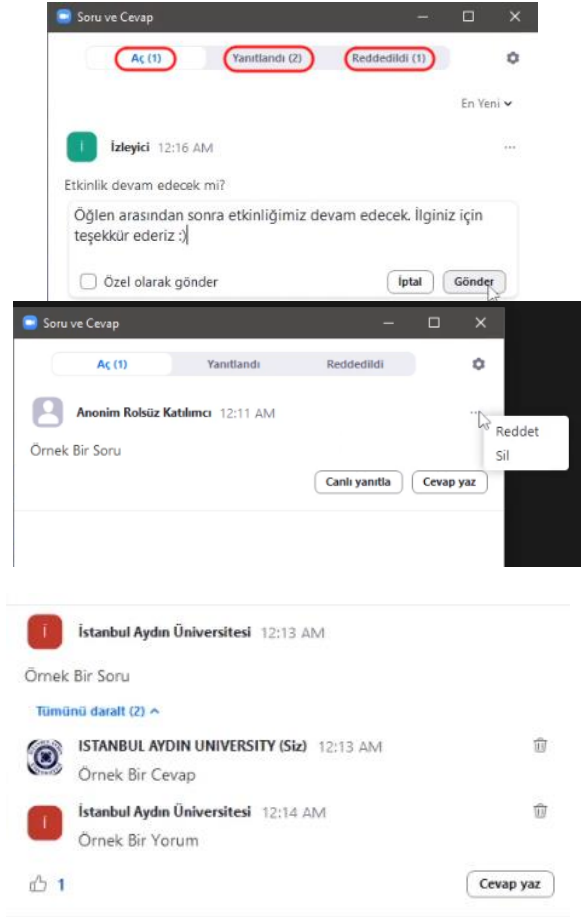 Soru ve Cevap
Aç (1) Yanıtlandı (2) Reddedildi (1)
En Yeni
İ İzleyici 12:16 AM
Etkinlik devam edecek mi?
Öğlen arasından sonra etkinliğimiz devam edecek. İlginiz için
teşekkür ederiz :)
Özel olarak gönder İptal Gönder
Soru ve Cevap
Aç (1) Yanıtlandı Reddedildi
Anonim Rolsüz Katılımcı 12:11 AM
Reddet
Örnek Bir Soru
Sil
Canlı yanıtla Cevap yaz
İ İstanbul Aydın Üniversitesi 12:13 AM
Örnek Bir Soru
Tümünü daralt (2)
ISTANBUL AYDIN UNIVERSITY (Siz) 12:13 AM
Örnek Bir Cevap
İ İstanbul Aydın Üniversitesi 12:14 AM
Örnek Bir Yorum
1 Cevap yaz